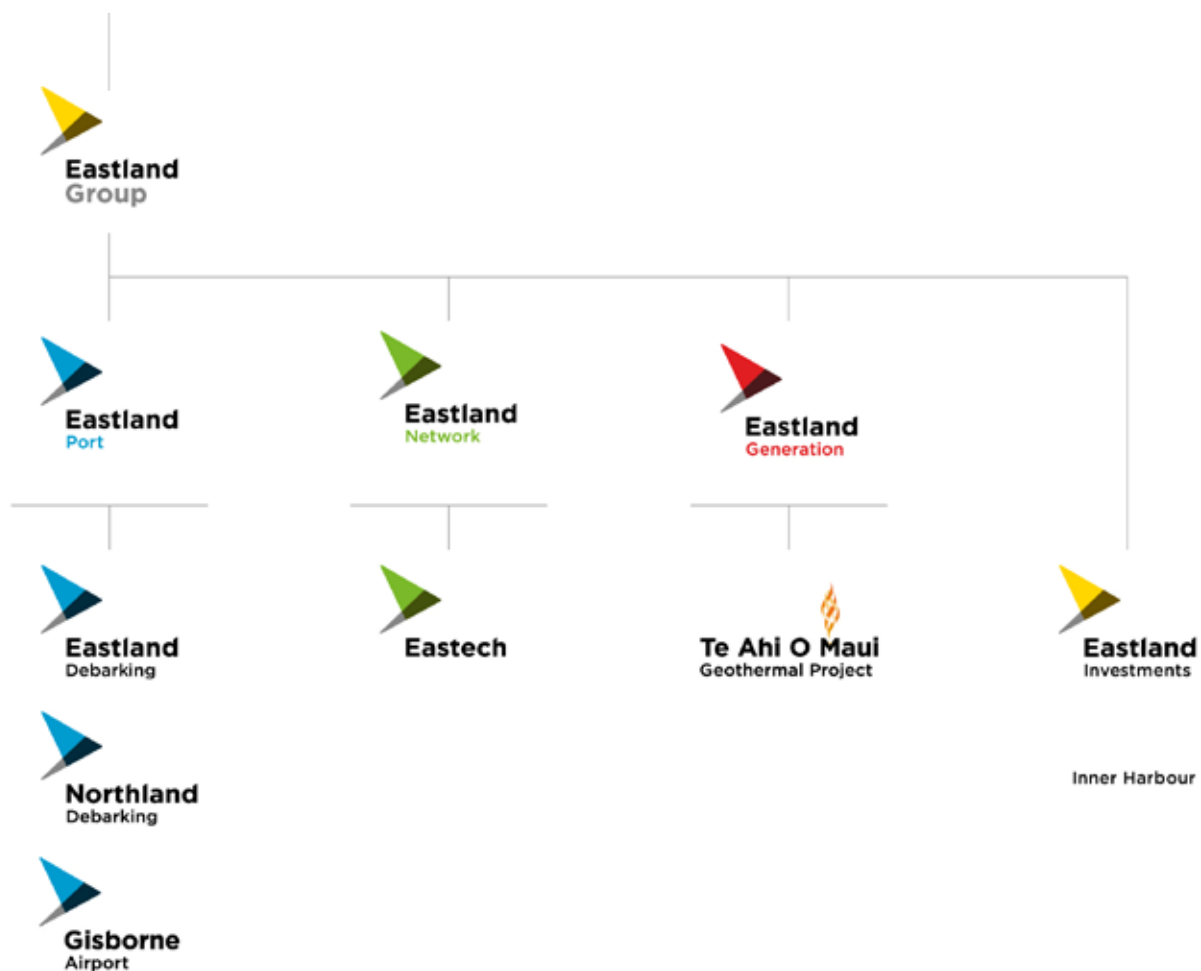 Eastland
Group
Eastland
Port
Eastland
Network
Eastland
Generation
Eastland
Debarking
Eastech
Te Ahi O Maui
Geothermal Project
Eastland
Investments
Northland
Debarking
Inner Harbour
Gisborne
Airport